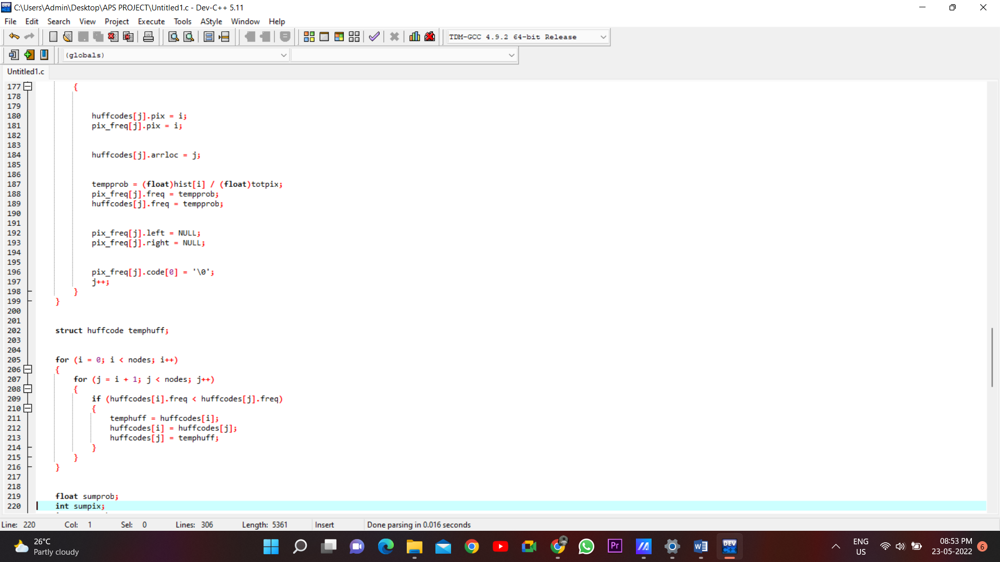 C:\Users\Admin\Desktop\APS PROJECT\Untitled1.c - Dev-C++ 5.11
File Edit Search View Project Execute Tools AStyle Window Help
TDM-GCC 4.9.2 64-bit Release
(globals)
Untitled1.c
177 {
178
179
180 huffcodes[j].pix = i;
181 pix_freq[j].pix = i;
182
183
184 huffcodes[j].arrloc = j;
185
186
187 tempprob = (float)hist[i] / (float)totpix;
188 pix_freq[j].freq = tempprob;
189 huffcodes[j].freq = tempprob;
190
191
192 pix_freq[j].left = NULL;
193 pix_freq[j].right = NULL;
194
195
196 pix_freq[j].code[0] = '\0';
197 j++;
198 }
199 }
200
201
202 struct huffcode temphuff;
203
204
205 for (i = 0; i < nodes; i++)
206 {
207 for (j = i + 1; j < nodes; j++)
208 {
209 if (huffcodes[i].freq < huffcodes[j].freq)
210 {
211 temphuff = huffcodes[i];
212 huffcodes[i] = huffcodes[j];
213 huffcodes[j] = temphuff;
214 }
215 }
216 }
217
218
219 float sumprob;
220 int sumpix;
Line: 220 Col: 1 Sel: 0 Lines: 306 Length: 5361 Insert Done parsing in 0.016 seconds
26°C
Partly cloudy
Pr
DEV
C++
ENG
US
08:53 PM
23-05-2022
6